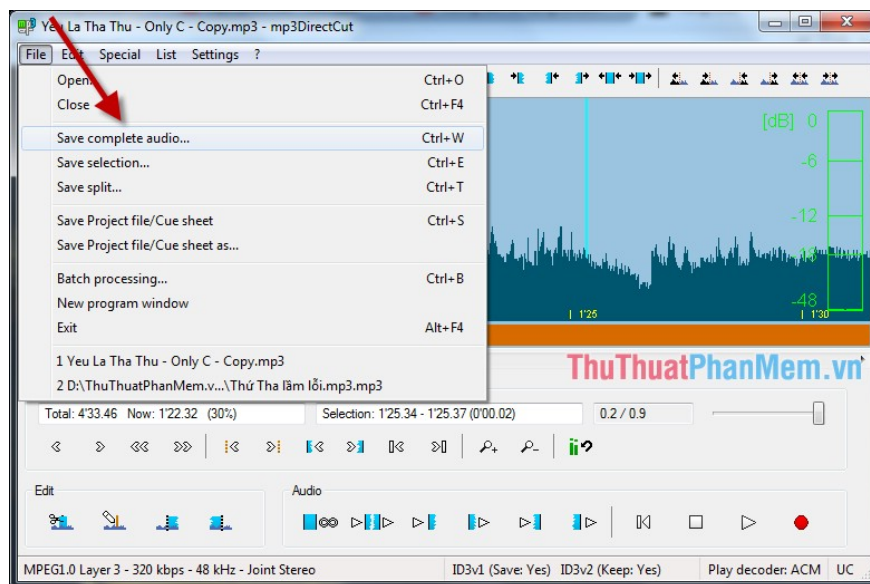 Yeu La Tha Thu - Only C - Copy.mp3 - mp3DirectCut
File Edit Special List Settings ?
Open... Ctrl+O
Close Ctrl+F4
Save complete audio... Ctrl+W
Save selection... Ctrl+E
Save split... Ctrl+T
Save Project file/Cue sheet Ctrl+S
Save Project file/Cue sheet as...
Batch processing... Ctrl+B
New program window
Exit Alt+F4
1 Yeu La Tha Thu - Only C - Copy.mp3
2 D:\ThuThuatPhanMem.v...\Thứ Tha lầm lỗi.mp3.mp3
[dB] 0
-6
-12
-18
-48
1'25 1'30
ThuThuatPhanMem.vn
Total: 4'33.46 Now: 1'22.32 (30%) Selection: 1'25.34 - 1'25.37 (0'00.02) 0.2 / 0.9
Edit Audio
MPEG1.0 Layer 3 - 320 kbps - 48 kHz - Joint Stereo ID3v1 (Save: Yes) ID3v2 (Keep: Yes) Play decoder: ACM UC